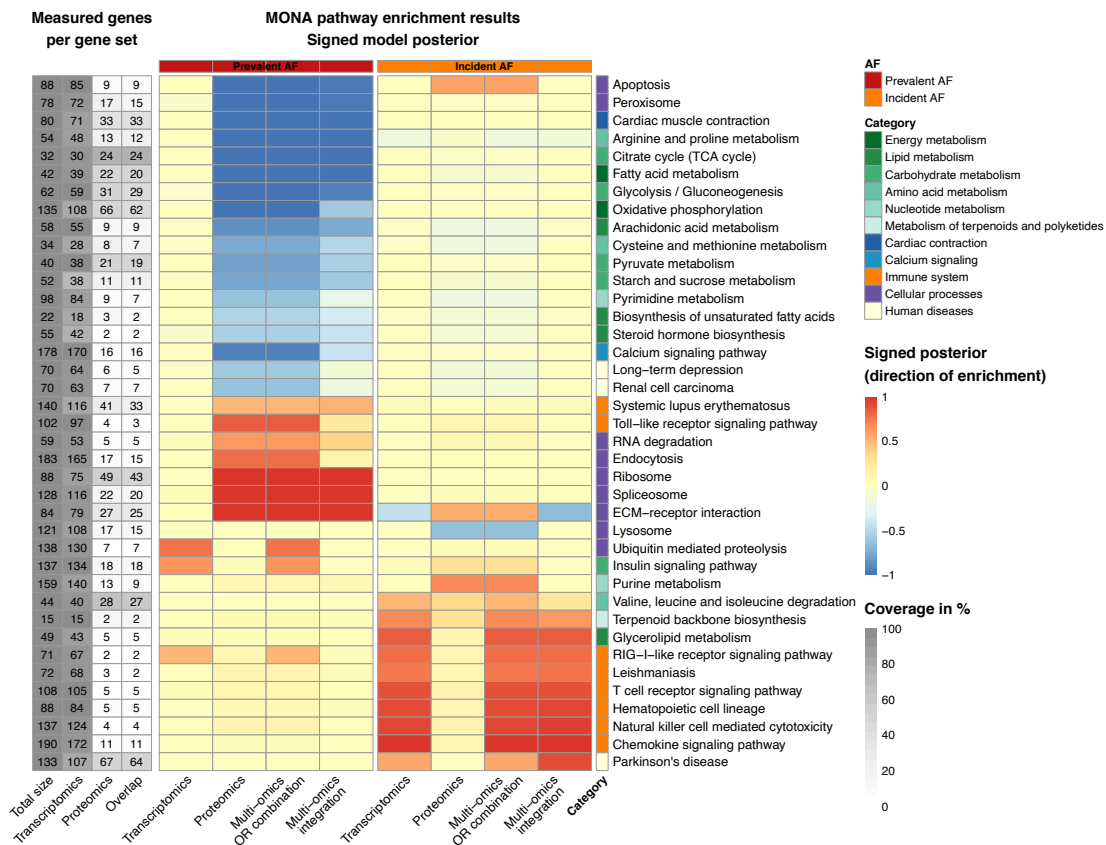 Measured genes
per gene set
MONA pathway enrichment results
Signed model posterior
Prevalent AF
Incident AF
88 85 9 9 Apoptosis
78 72 17 15 Peroxisome
80 71 33 33 Cardiac muscle contraction
54 48 13 12 Arginine and proline metabolism
32 30 24 24 Citrate cycle (TCA cycle)
42 39 22 20 Fatty acid metabolism
62 59 31 29 Glycolysis / Gluconeogenesis
135 108 66 62 Oxidative phosphorylation
58 55 9 9 Arachidonic acid metabolism
34 28 8 7 Cysteine and methionine metabolism
40 38 21 19 Pyruvate metabolism
52 38 11 11 Starch and sucrose metabolism
98 84 9 7 Pyrimidine metabolism
22 18 3 2 Biosynthesis of unsaturated fatty acids
55 42 2 2 Steroid hormone biosynthesis
178 170 16 16 Calcium signaling pathway
70 64 6 5 Long−term depression
70 63 7 7 Renal cell carcinoma
140 116 41 33 Systemic lupus erythematosus
102 97 4 3 Toll−like receptor signaling pathway
59 53 5 5 RNA degradation
183 165 17 15 Endocytosis
88 75 49 43 Ribosome
128 116 22 20 Spliceosome
84 79 27 25 ECM−receptor interaction
121 108 17 15 Lysosome
138 130 7 7 Ubiquitin mediated proteolysis
137 134 18 18 Insulin signaling pathway
159 140 13 9 Purine metabolism
44 40 28 27 Valine, leucine and isoleucine degradation
15 15 2 2 Terpenoid backbone biosynthesis
49 43 5 5 Glycerolipid metabolism
71 67 2 2 RIG−I−like receptor signaling pathway
72 68 3 2 Leishmaniasis
108 105 5 5 T cell receptor signaling pathway
88 84 5 5 Hematopoietic cell lineage
137 124 4 4 Natural killer cell mediated cytotoxicity
190 172 11 11 Chemokine signaling pathway
133 107 67 64 Parkinson's disease
Total size
Transcriptomics
Proteomics
Overlap
Transcriptomics
Proteomics
Multi−omics
OR combination
Multi−omics
integration
Transcriptomics
Proteomics
Multi−omics
OR combination
Multi−omics
integration
Category
AF
Prevalent AF
Incident AF
Category
Energy metabolism
Lipid metabolism
Carbohydrate metabolism
Amino acid metabolism
Nucleotide metabolism
Metabolism of terpenoids and polyketides
Cardiac contraction
Calcium signaling
Immune system
Cellular processes
Human diseases
Signed posterior
(direction of enrichment)
1
0.5
0
−0.5
−1
Coverage in %
100
80
60
40
20
0